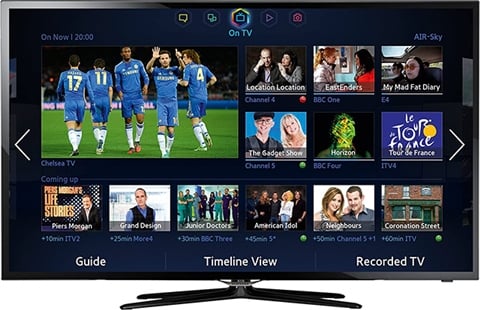 On TV
On Now | 20:00
AIR-Sky
17
12
4
Chelsea TV
Location Location
Channel 4
EastEnders
BBC One
My Mad Fat Diary
E4
The Gadget Show
Channel 5
Horizon
BBC Four
LE TOUR de France
Tour de France
ITV4
Coming up
PIERS MORGAN'S
LIFE
STORIES
Piers Morgan
+10min ITV2
Grand Design
+25min More4
Junior Doctors
+30min BBC Three
American Idol
+45min 5*
Neighbours
+50min Channel 5 +1
Coronation Street
+60min ITV
Guide
Timeline View
Recorded TV